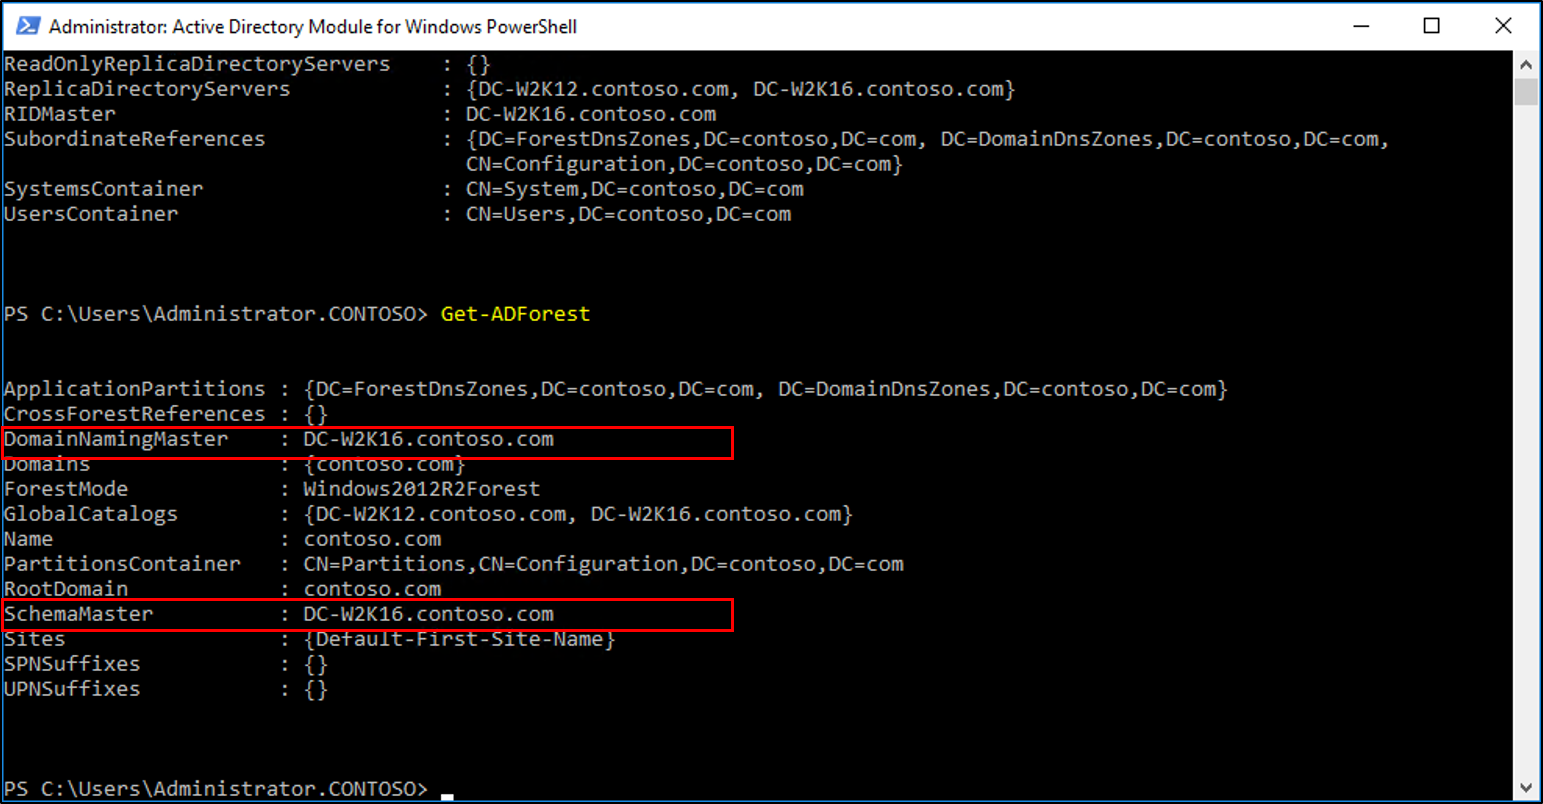 Administrator: Active Directory Module for Windows PowerShell
ReadOnlyReplicaDirectoryServers    : {}
ReplicaDirectoryServers            : {DC-W2K12.contoso.com, DC-W2K16.contoso.com}
RIDMaster                          : DC-W2K16.contoso.com
SubordinateReferences              : {DC=ForestDnsZones,DC=contoso,DC=com, DC=DomainDnsZones,DC=contoso,DC=com,
                                     CN=Configuration,DC=contoso,DC=com}
SystemsContainer                   : CN=System,DC=contoso,DC=com
UsersContainer                     : CN=Users,DC=contoso,DC=com
PS C:\Users\Administrator.CONTOSO> Get-ADForest
ApplicationPartitions : {DC=ForestDnsZones,DC=contoso,DC=com, DC=DomainDnsZones,DC=contoso,DC=com}
CrossForestReferences : {}
DomainNamingMaster    : DC-W2K16.contoso.com
Domains               : {contoso.com}
ForestMode            : Windows2012R2Forest
GlobalCatalogs        : {DC-W2K12.contoso.com, DC-W2K16.contoso.com}
Name                  : contoso.com
PartitionsContainer   : CN=Partitions,CN=Configuration,DC=contoso,DC=com
RootDomain            : contoso.com
SchemaMaster          : DC-W2K16.contoso.com
Sites                 : {Default-First-Site-Name}
SPNSuffixes           : {}
UPNSuffixes           : {}
PS C:\Users\Administrator.CONTOSO>